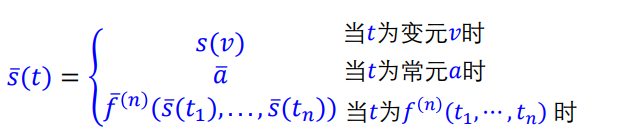 s(v) 当t为变元v时
s̄(t) = { ā 当t为常元a时
f̄⁽ⁿ⁾(s̄(t₁),...,s̄(tₙ)) 当t为f⁽ⁿ⁾(t₁,⋯,tₙ) 时